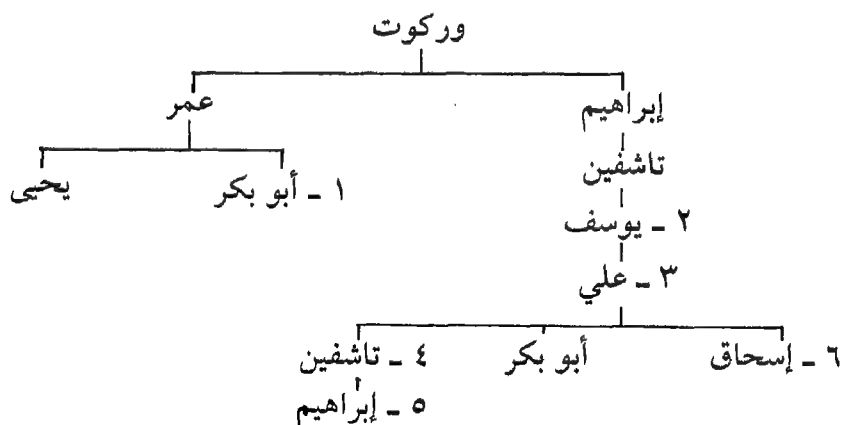 وركوت
إبراهيم عمر
تاشفين
١ ـ أبو بكر يحيى
٢ ـ يوسف
٣ ـ علي
٦ ـ إسحاق أبو بكر ٤ ـ تاشفين
٥ ـ إبراهيم